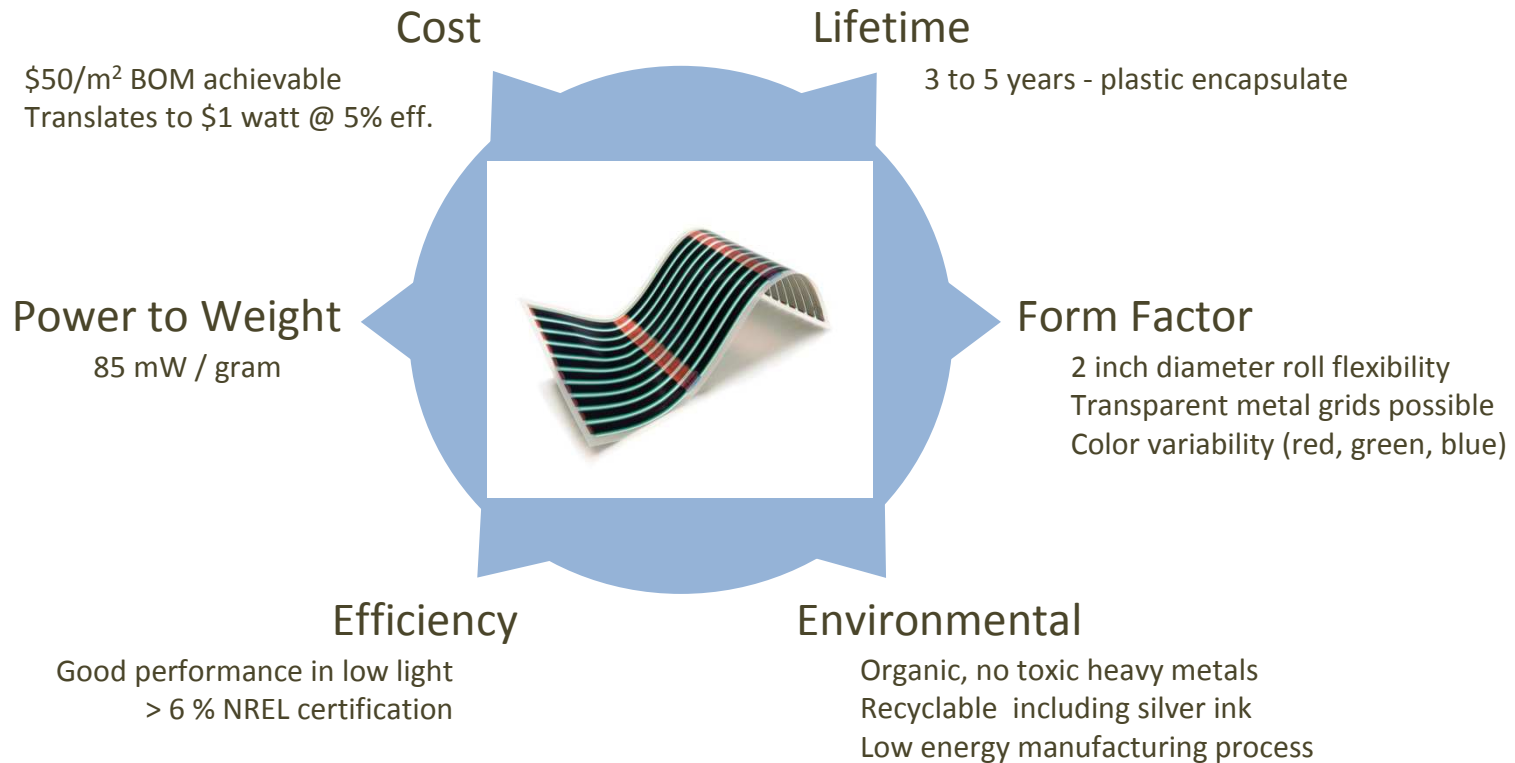 Cost
$50/m² BOM achievable
Translates to $1 watt @ 5% eff.
Lifetime
3 to 5 years - plastic encapsulate
Power to Weight
85 mW / gram
Form Factor
2 inch diameter roll flexibility
Transparent metal grids possible
Color variability (red, green, blue)
Efficiency
Good performance in low light
> 6 % NREL certification
Environmental
Organic, no toxic heavy metals
Recyclable  including silver ink
Low energy manufacturing process